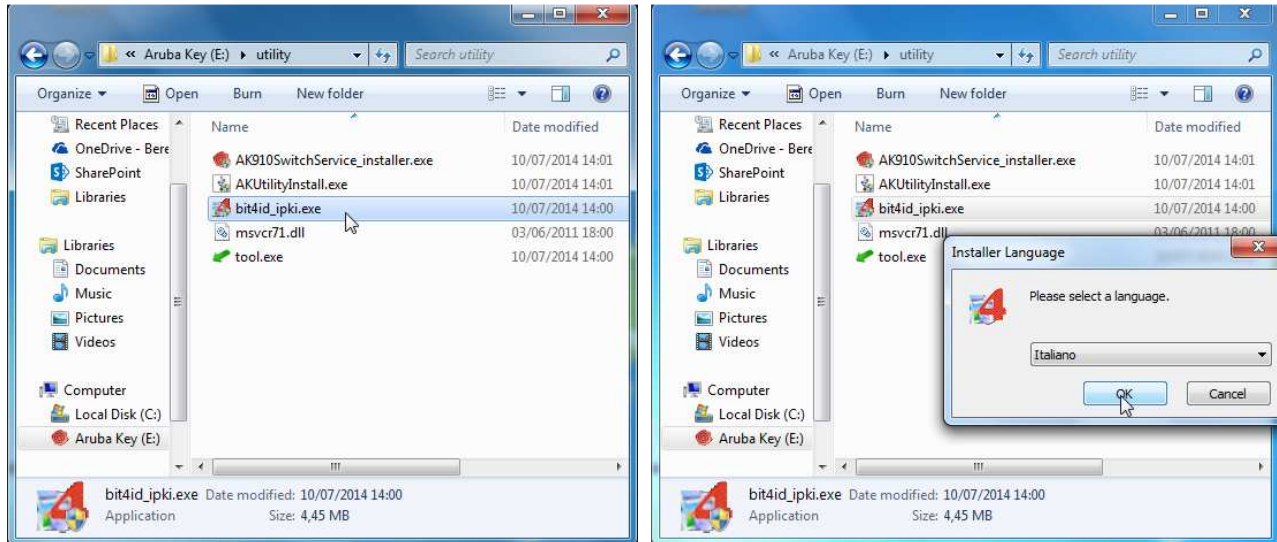 « Aruba Key (E:) ▸ utility
Search utility
Organize Open Burn New folder
Recent Places
OneDrive - Bere
SharePoint
Libraries
Libraries
Documents
Music
Pictures
Videos
Computer
Local Disk (C:)
Aruba Key (E:)
Name Date modified
AK910SwitchService_installer.exe 10/07/2014 14:01
AKUtilityInstall.exe 10/07/2014 14:01
bit4id_ipki.exe 10/07/2014 14:00
msvcr71.dll 03/06/2011 18:00
tool.exe 10/07/2014 14:00
bit4id_ipki.exe Date modified: 10/07/2014 14:00
Application Size: 4,45 MB
« Aruba Key (E:) ▸ utility
Search utility
Organize Open Burn New folder
Recent Places
OneDrive - Bere
SharePoint
Libraries
Libraries
Documents
Music
Pictures
Videos
Computer
Local Disk (C:)
Aruba Key (E:)
Name Date modified
AK910SwitchService_installer.exe 10/07/2014 14:01
AKUtilityInstall.exe 10/07/2014 14:01
bit4id_ipki.exe 10/07/2014 14:00
msvcr71.dll 03/06/2011 18:00
tool.exe
Installer Language
Please select a language.
Italiano
OK Cancel
bit4id_ipki.exe Date modified: 10/07/2014 14:00
Application Size: 4,45 MB